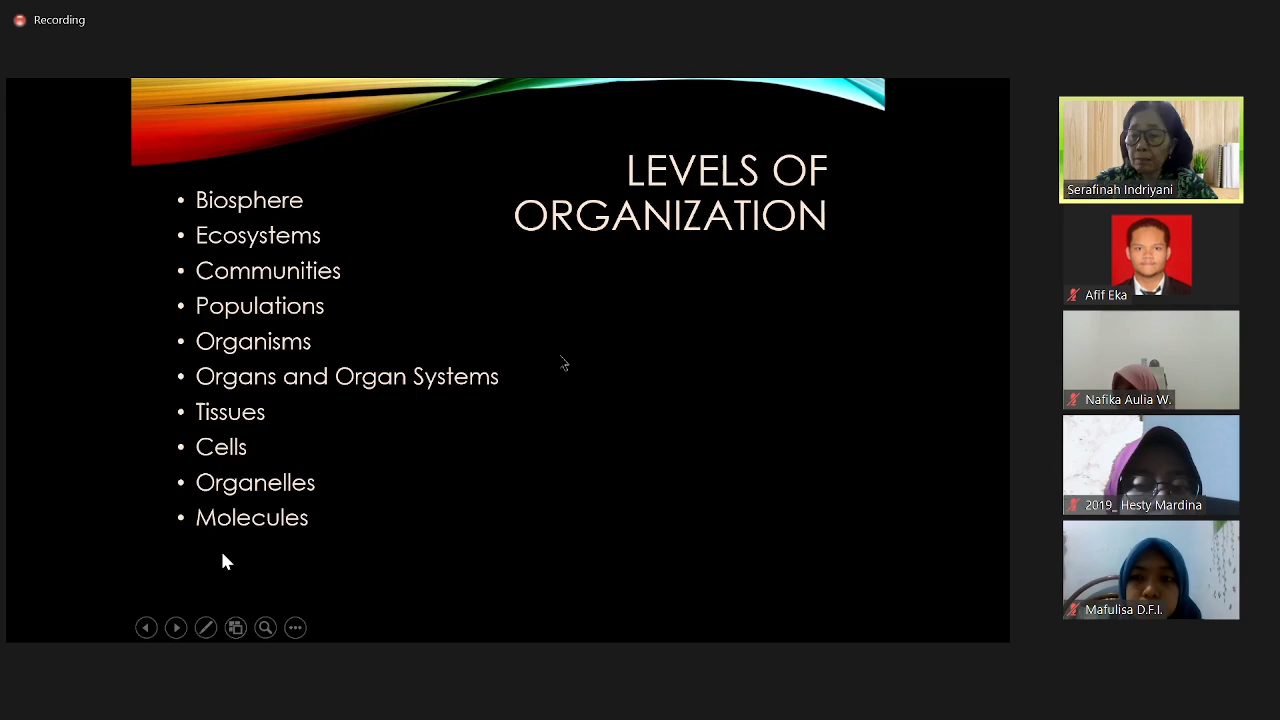 Recording
LEVELS OF
ORGANIZATION
• Biosphere
• Ecosystems
• Communities
• Populations
• Organisms
• Organs and Organ Systems
• Tissues
• Cells
• Organelles
• Molecules
Serafinah Indriyani
Afif Eka
Nafika Aulia W.
2019_ Hesty Mardina
Mafulisa D.F.I.